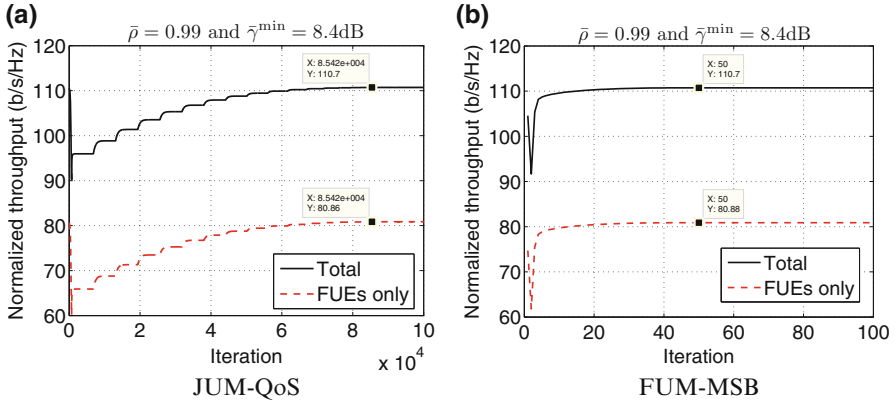 (a)
ρ̄ = 0.99 and γ̄^min = 8.4dB
Normalized throughput (b/s/Hz)
120
110
100
90
80
70
60
X: 8.542e+004
Y: 110.7
X: 8.542e+004
Y: 80.86
Total
FUEs only
0 2 4 6 8 10
Iteration
x 10^4
JUM-QoS
(b)
ρ̄ = 0.99 and γ̄^min = 8.4dB
Normalized throughput (b/s/Hz)
120
110
100
90
80
70
60
X: 50
Y: 110.7
X: 50
Y: 80.88
Total
FUEs only
0 20 40 60 80 100
Iteration
FUM-MSB